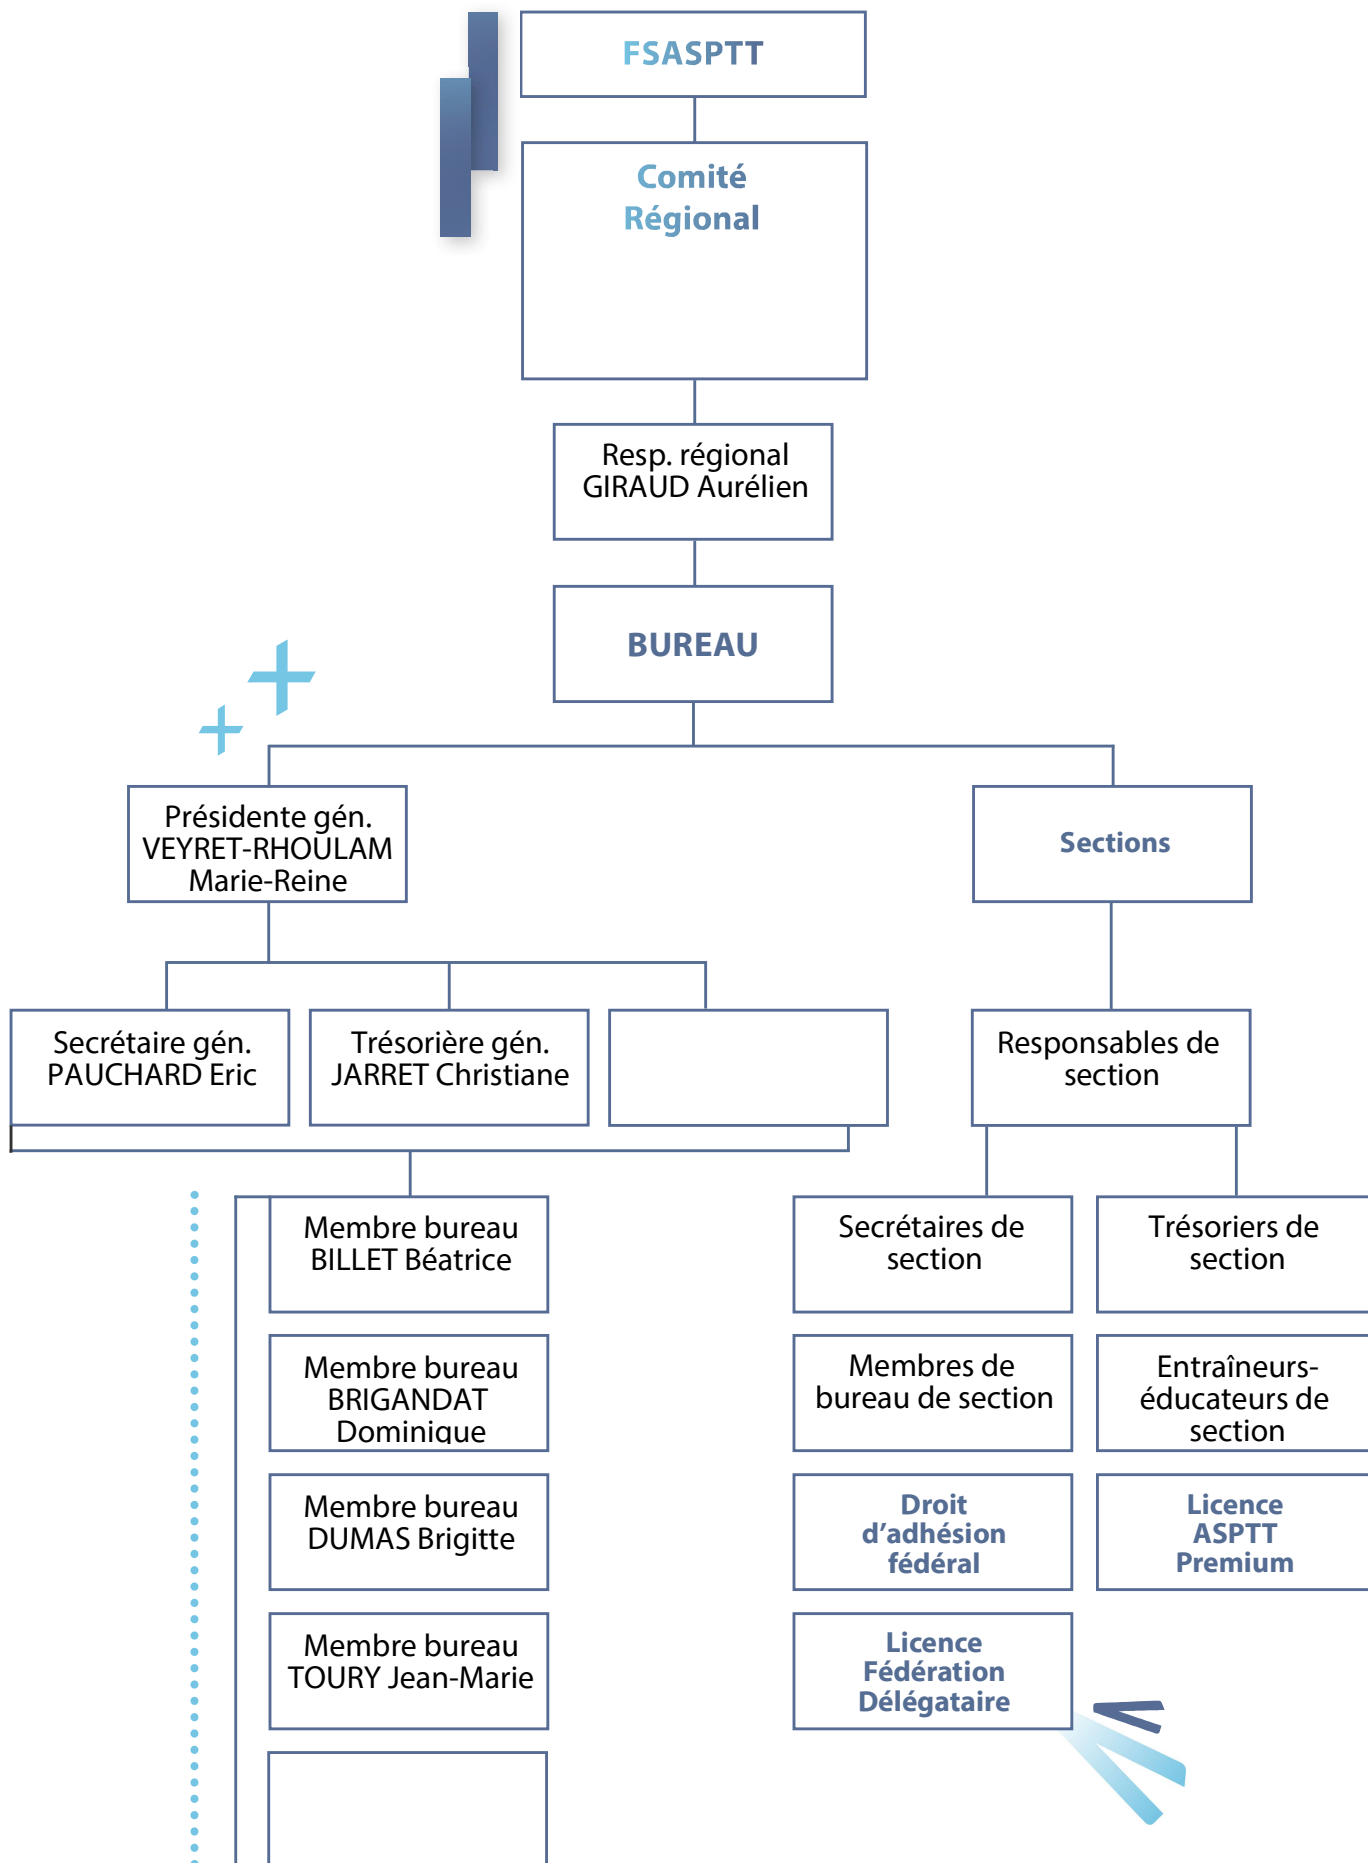 FSASPTT
Comité
Régional
Resp. régional
GIRAUD Aurélien
BUREAU
Présidente gén.
VEYRET-RHOULAM
Marie-Reine
Sections
Secrétaire gén.
PAUCHARD Eric
Trésorière gén.
JARRET Christiane
Responsables de
section
Membre bureau
BILLET Béatrice
Secrétaires de
section
Trésoriers de
section
Membre bureau
BRIGANDAT
Dominique
Membres de
bureau de section
Entraîneurs-
éducateurs de
section
Membre bureau
DUMAS Brigitte
Droit
d’adhésion
fédéral
Licence
ASPTT
Premium
Membre bureau
TOURY Jean-Marie
Licence
Fédération
Délégataire